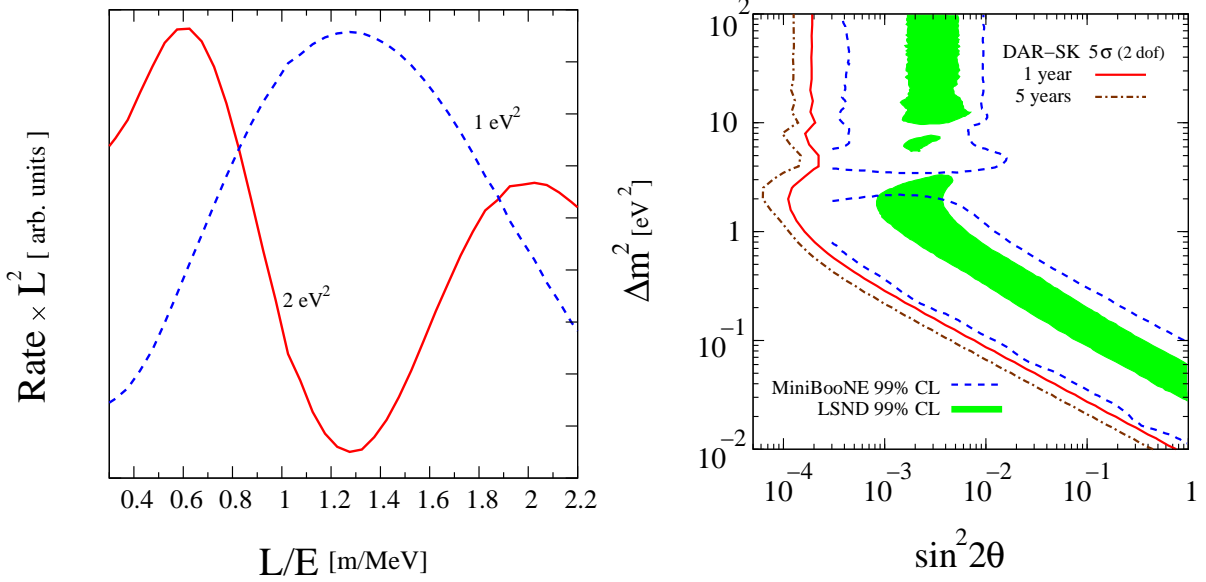 Rate × L² [ arb. units]
1 eV²
2 eV²
0.4 0.6 0.8 1 1.2 1.4 1.6 1.8 2 2.2
L/E [m/MeV]
Δm² [eV²]
10²
10
1
10⁻¹
10⁻²
DAR−SK 5σ (2 dof)
1 year
5 years
MiniBooNE 99% CL
LSND 99% CL
10⁻⁴ 10⁻³ 10⁻² 10⁻¹ 1
sin²2θ